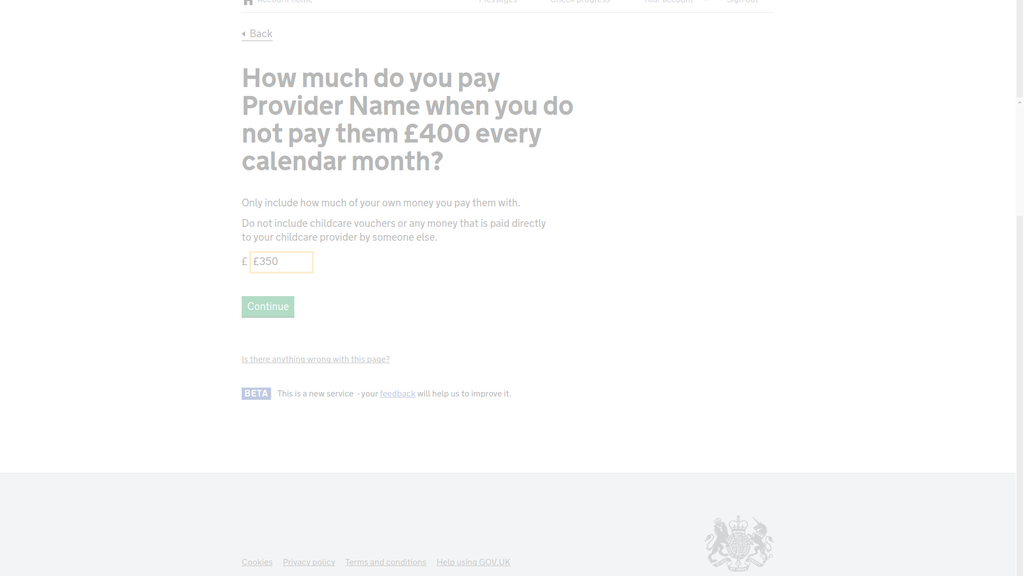 Account home Messages Check progress Your account Sign out
Back
How much do you pay
Provider Name when you do
not pay them £400 every
calendar month?
Only include how much of your own money you pay them with.
Do not include childcare vouchers or any money that is paid directly
to your childcare provider by someone else.
£ £350
Continue
Is there anything wrong with this page?
BETA This is a new service - your feedback will help us to improve it.
Cookies Privacy policy Terms and conditions Help using GOV.UK